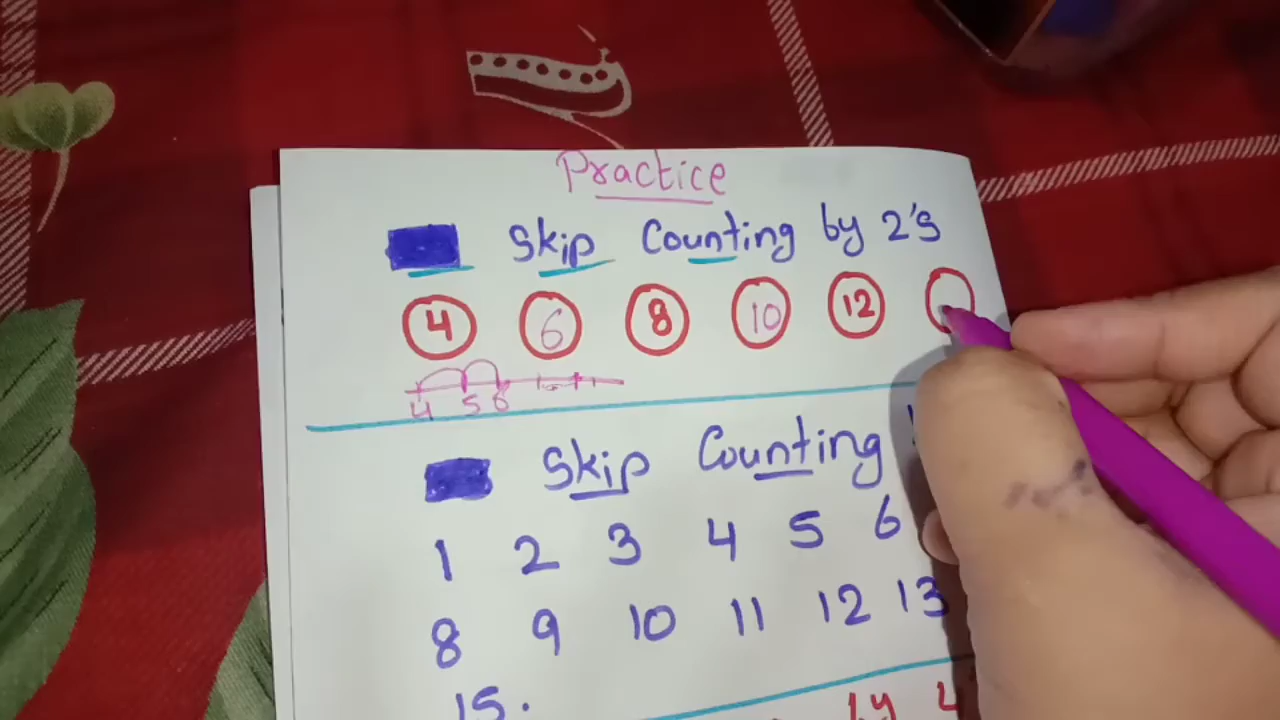 Practice
Skip Counting by 2's
4 6 8 10 12
4 5 6
Skip Counting
1 2 3 4 5 6
8 9 10 11 12 13
15.
by